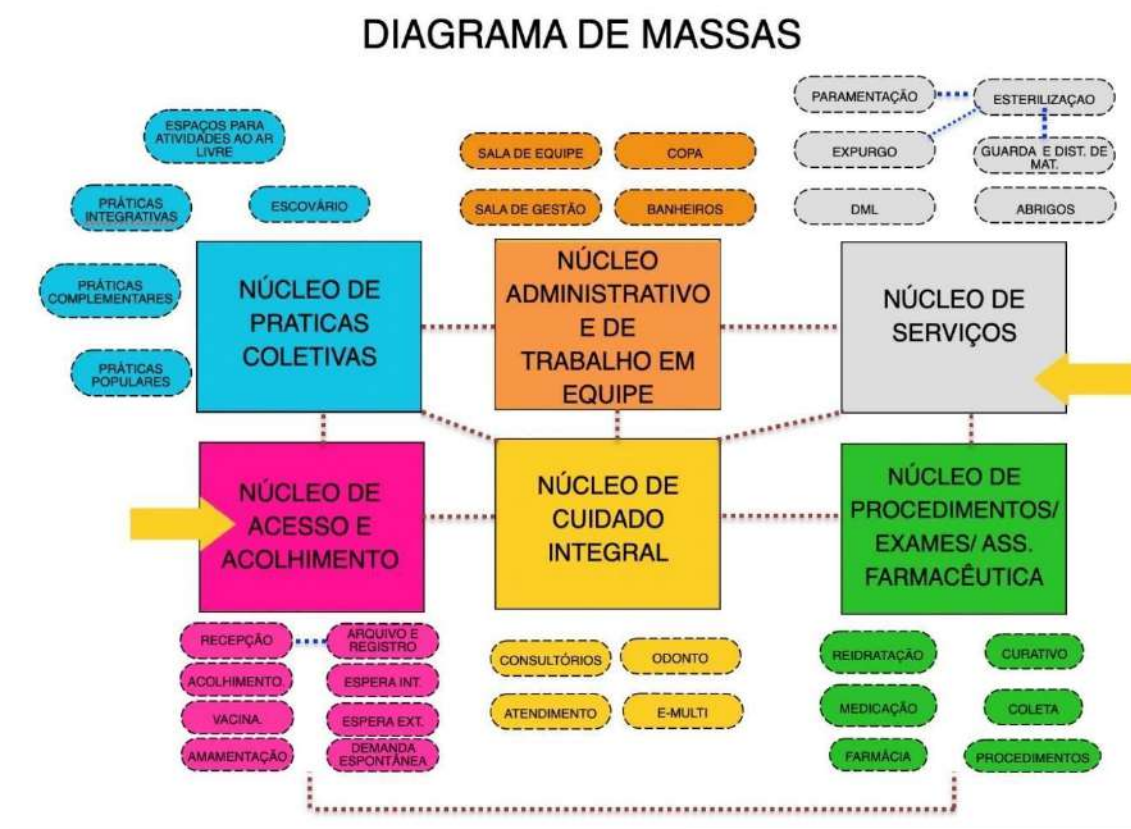 DIAGRAMA DE MASSAS
ESPAÇOS PARA
ATIVIDADES AO AR
LIVRE
PRÁTICAS
INTEGRATIVAS
ESCOVÁRIO
PRÁTICAS
COMPLEMENTARES
PRÁTICAS
POPULARES
NÚCLEO DE
PRATICAS
COLETIVAS
SALA DE EQUIPE
COPA
SALA DE GESTÃO
BANHEIROS
NÚCLEO
ADMINISTRATIVO
E DE
TRABALHO EM
EQUIPE
PARAMENTAÇÃO
ESTERILIZAÇAO
EXPURGO
GUARDA E DIST. DE
MAT.
DML
ABRIGOS
NÚCLEO DE
SERVIÇOS
NÚCLEO DE
ACESSO E
ACOLHIMENTO
RECEPÇÃO
ARQUIVO E
REGISTRO
ACOLHIMENTO.
ESPERA INT.
VACINA.
ESPERA EXT.
AMAMENTAÇÃO
DEMANDA
ESPONTÂNEA
NÚCLEO DE
CUIDADO
INTEGRAL
CONSULTÓRIOS
ODONTO
ATENDIMENTO
E-MULTI
NÚCLEO DE
PROCEDIMENTOS/
EXAMES/ ASS.
FARMACÊUTICA
REIDRATAÇÃO
CURATIVO
MEDICAÇÃO
COLETA
FARMÁCIA
PROCEDIMENTOS